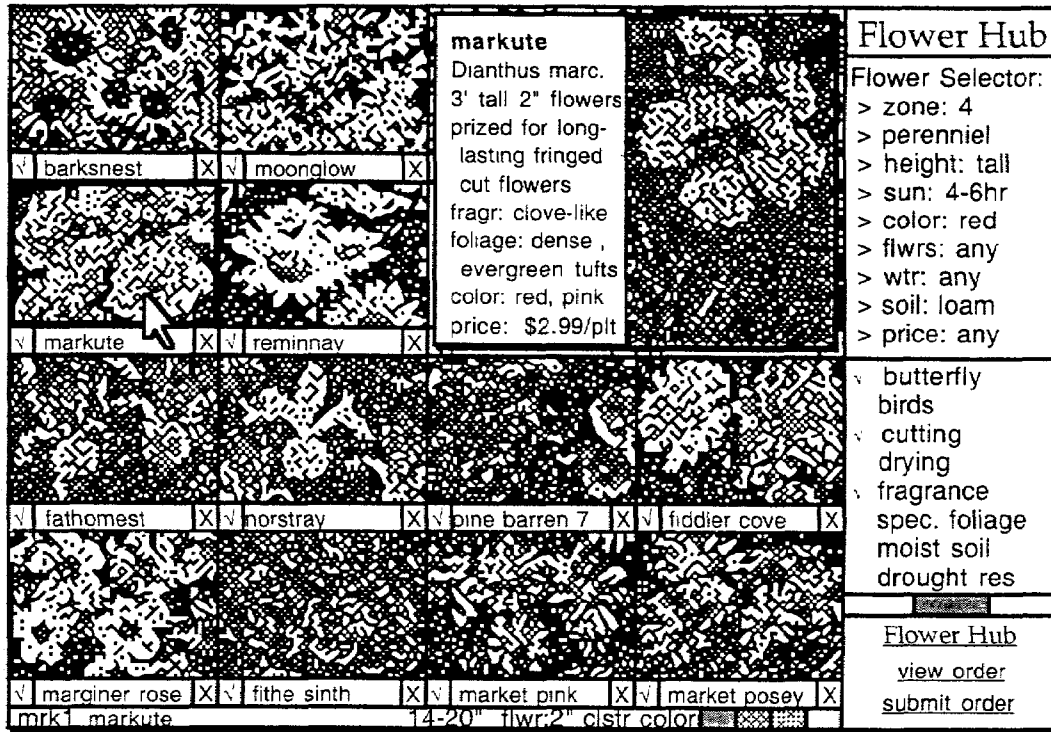 √ barksnest X
√ moonglow X
markute
Dianthus marc.
3' tall 2" flowers
prized for long-
lasting fringed
cut flowers
fragr: clove-like
foliage: dense ,
evergreen tufts
color: red, pink
price: $2.99/plt
√ markute X
√ reminnay X
√ fathomest X
√ norstray X
√ pine barren 7 X
√ fiddler cove X
√ marginer rose X
√ fithe sinth X
√ market pink X
√ market posey X
mrk1 markute 14-20" flwr:2" clstr color
Flower Hub
Flower Selector:
> zone: 4
> perenniel
> height: tall
> sun: 4-6hr
> color: red
> flwrs: any
> wtr: any
> soil: loam
> price: any
√ butterfly
birds
√ cutting
drying
√ fragrance
spec. foliage
moist soil
drought res
Flower Hub
view order
submit order